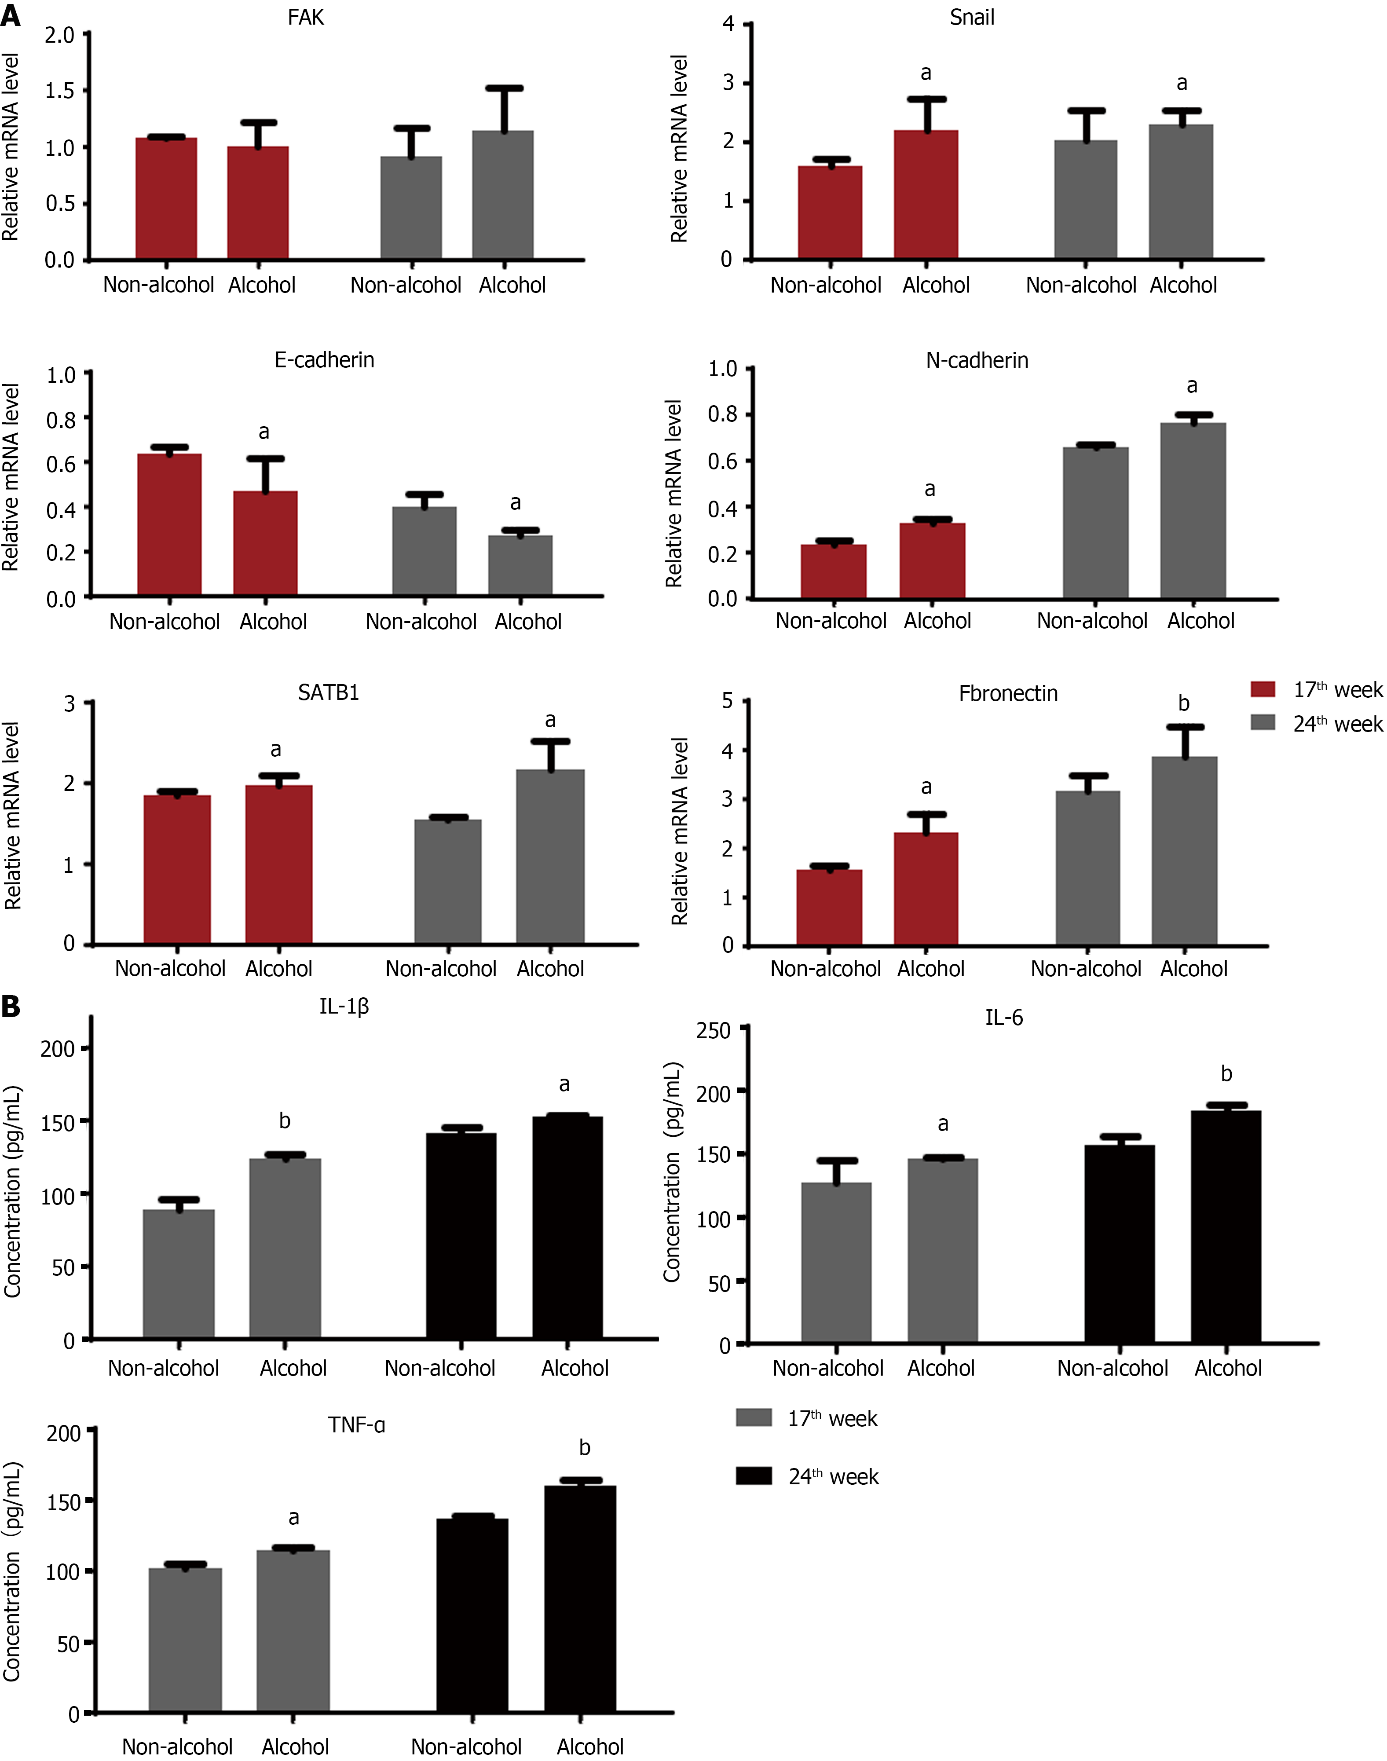 A
FAK
Relative mRNA level
2.0
1.5
1.0
0.5
0.0
Non-alcohol Alcohol Non-alcohol Alcohol
Snail
Relative mRNA level
4
3
2
1
0
a
a
Non-alcohol Alcohol Non-alcohol Alcohol
E-cadherin
Relative mRNA level
1.0
0.8
0.6
0.4
0.2
0.0
a
a
Non-alcohol Alcohol Non-alcohol Alcohol
N-cadherin
Relative mRNA level
1.0
0.8
0.6
0.4
0.2
0.0
a
a
Non-alcohol Alcohol Non-alcohol Alcohol
SATB1
Relative mRNA level
3
2
1
0
a
a
Non-alcohol Alcohol Non-alcohol Alcohol
Fbronectin
Relative mRNA level
5
4
3
2
1
0
a
b
Non-alcohol Alcohol Non-alcohol Alcohol
17th week
24th week
B
IL-1β
Concentration (pg/mL)
200
150
100
50
0
b
a
Non-alcohol Alcohol Non-alcohol Alcohol
IL-6
Concentration (pg/mL)
250
200
150
100
50
0
a
b
Non-alcohol Alcohol Non-alcohol Alcohol
TNF-α
Concentration (pg/mL)
200
150
100
50
0
a
b
Non-alcohol Alcohol Non-alcohol Alcohol
17th week
24th week